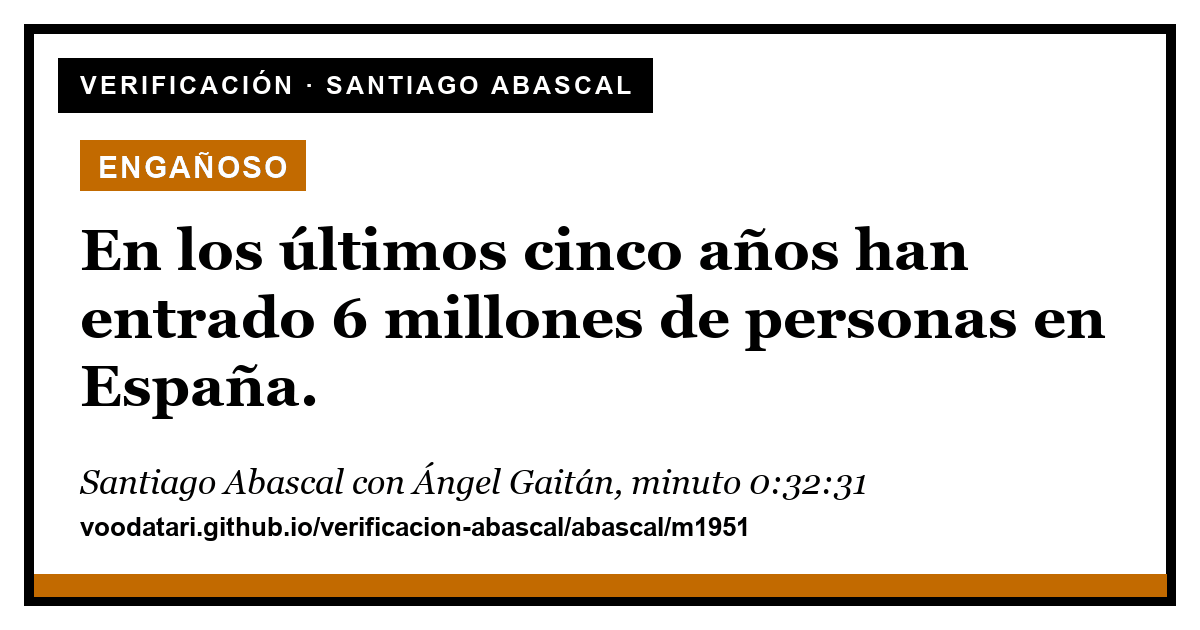 VERIFICACIÓN · SANTIAGO ABASCAL
ENGAÑOSO
En los últimos cinco años han
entrado 6 millones de personas en
España.
Santiago Abascal con Ángel Gaitán, minuto 0:32:31
voodatari.github.io/verificacion-abascal/abascal/m1951